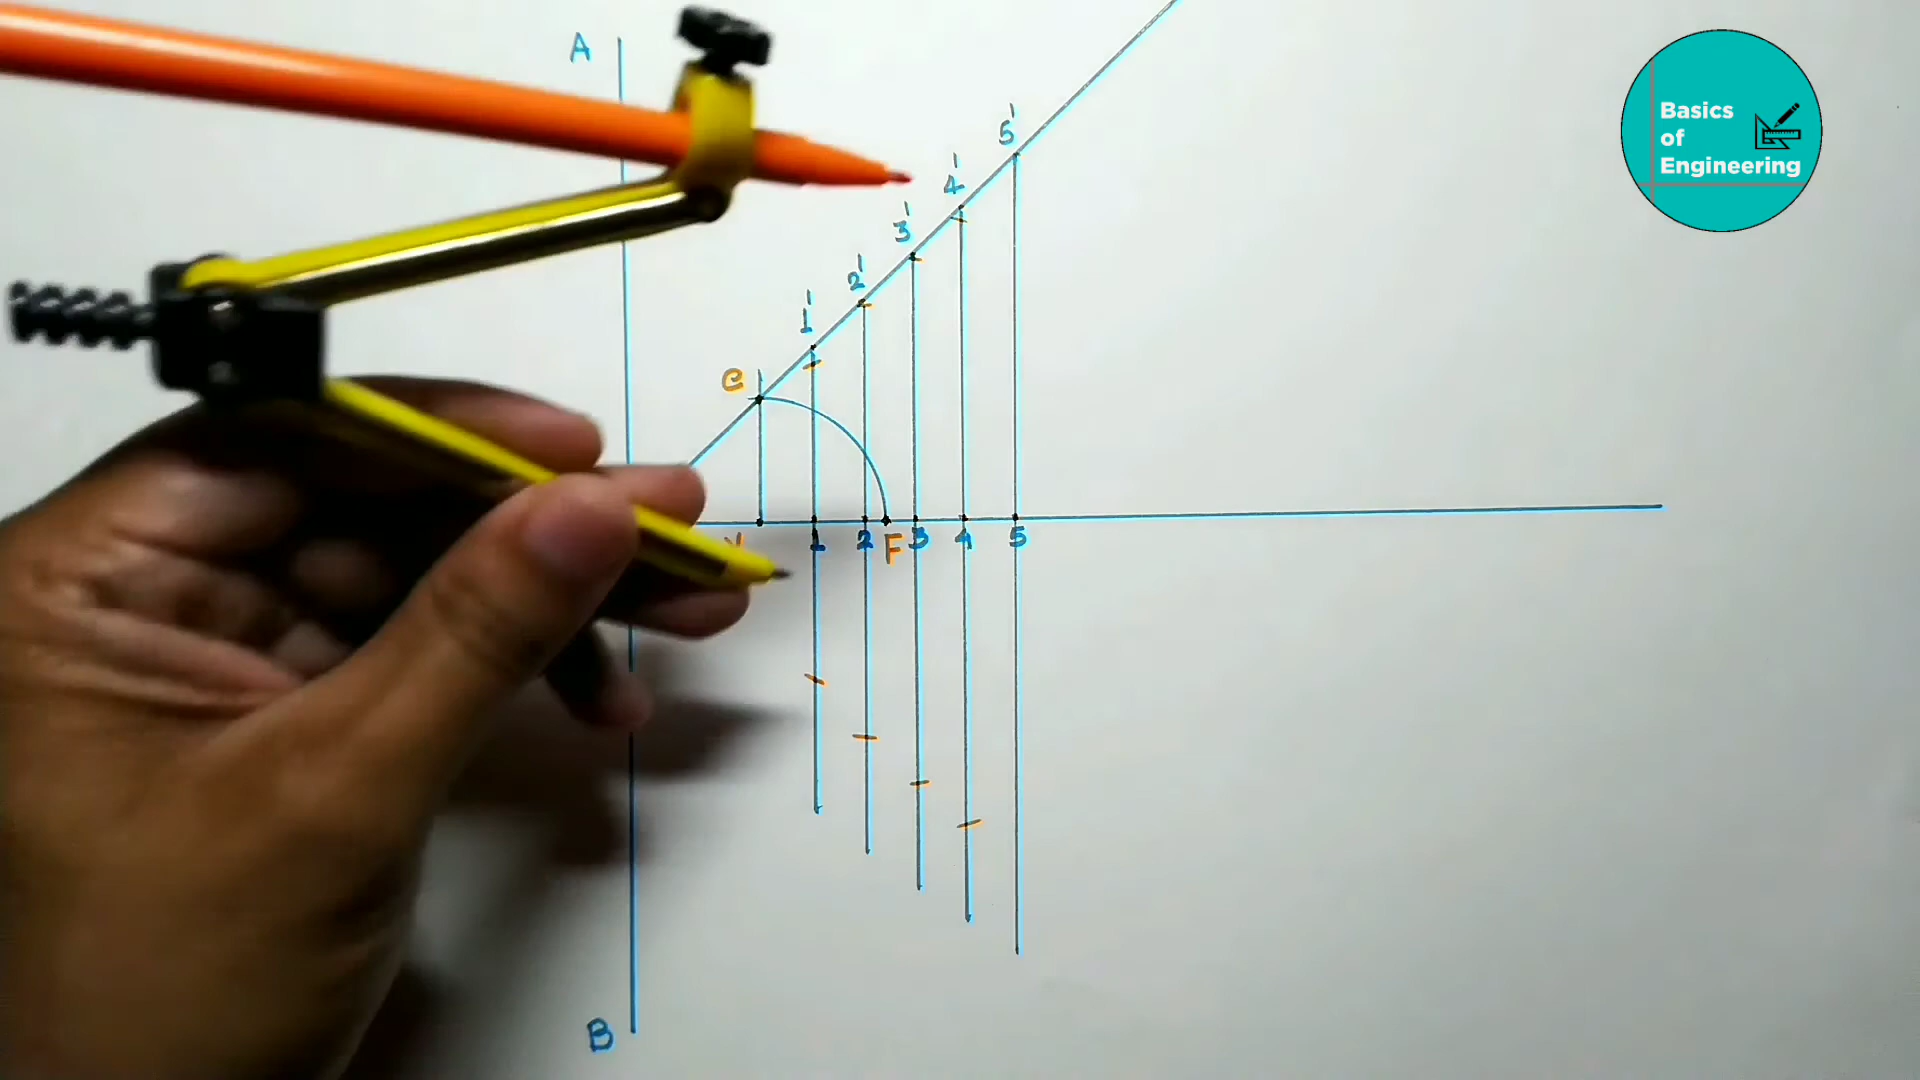 A
Basics
of
Engineering
5'
4'
3'
2'
1'
e
1 2 F 3 4 5
B